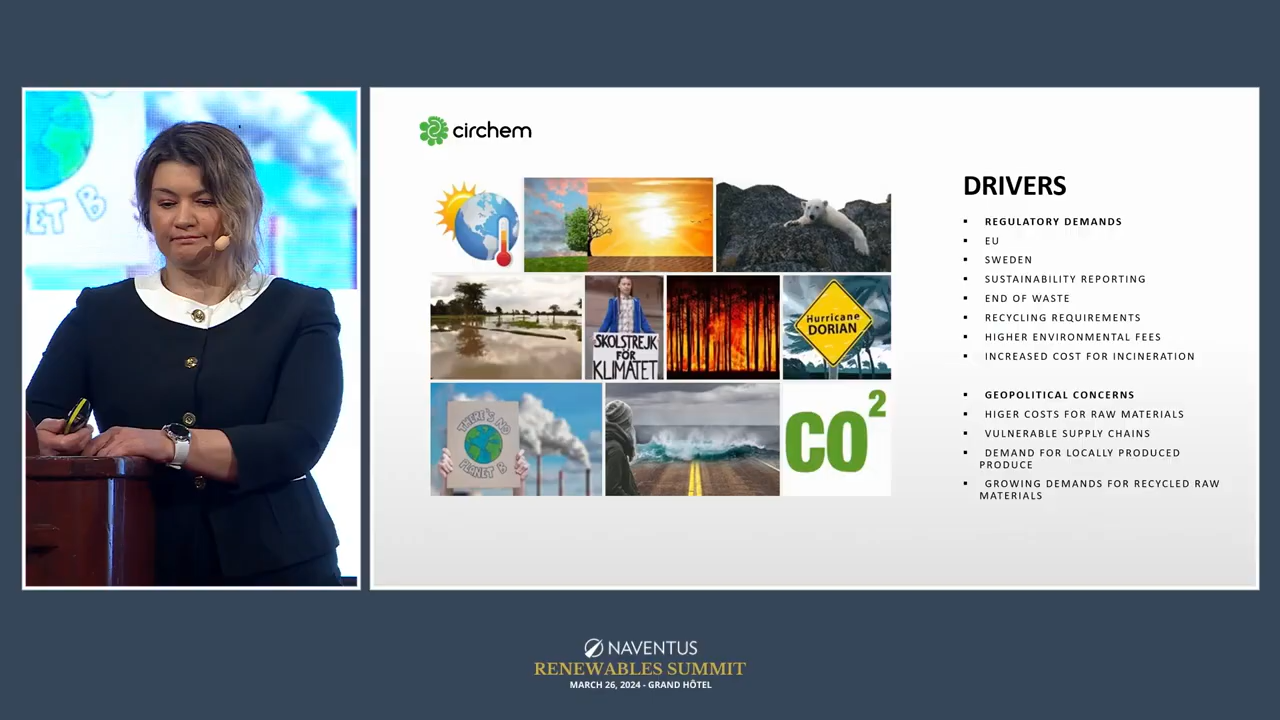 NET B
circhem
DRIVERS
REGULATORY DEMANDS
EU
SWEDEN
SUSTAINABILITY REPORTING
END OF WASTE
RECYCLING REQUIREMENTS
HIGHER ENVIRONMENTAL FEES
INCREASED COST FOR INCINERATION
GEOPOLITICAL CONCERNS
HIGER COSTS FOR RAW MATERIALS
VULNERABLE SUPPLY CHAINS
DEMAND FOR LOCALLY PRODUCED
PRODUCE
GROWING DEMANDS FOR RECYCLED RAW
MATERIALS
SKOLSTREJK
FÖR
KLIMATET
Hurricane
DORIAN
THERE'S NO
PLANET B
CO2
NAVENTUS
RENEWABLES SUMMIT
MARCH 26, 2024 - GRAND HÔTEL